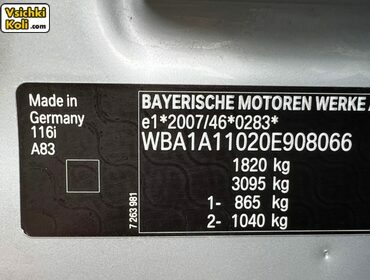 Vsichki
Koli.com
Made in
Germany
116i
A83
7 263 981
BAYERISCHE MOTOREN WERKE A
e1*2007/46*0283*
WBA1A11020E908066
1820 kg
3095 kg
1- 865 kg
2- 1040 kg